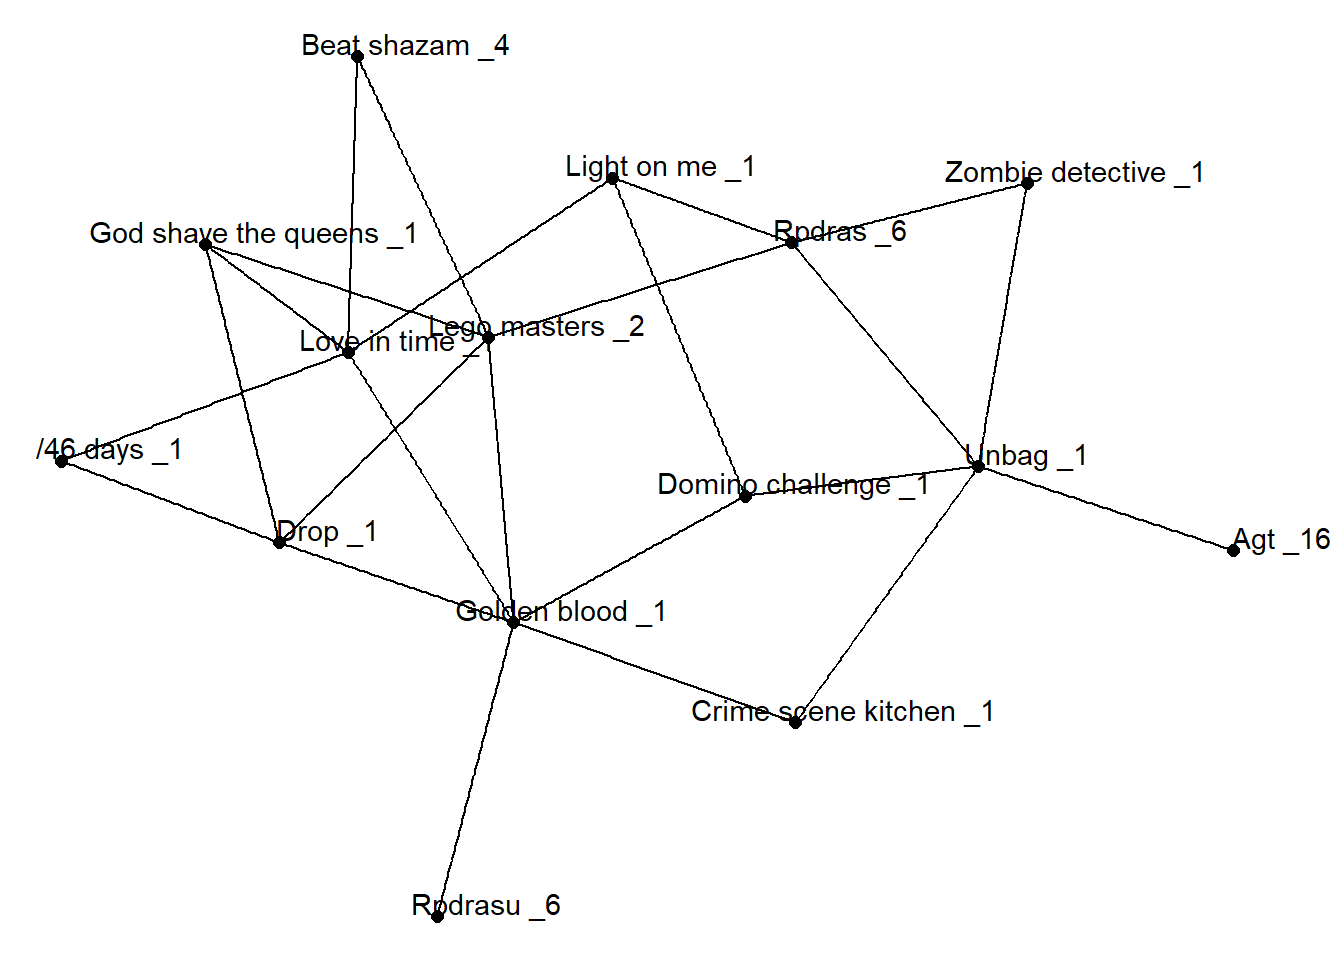 Beat shazam _4
Light on me _1
Zombie detective _1
God shave the queens _1
Rpdras _6
Lego masters _2
Love in time _
/46 days _1
Unbag _1
Domino challenge _1
Drop _1
Agt _16
Golden blood _1
Crime scene kitchen _1
Rpdrasu _6